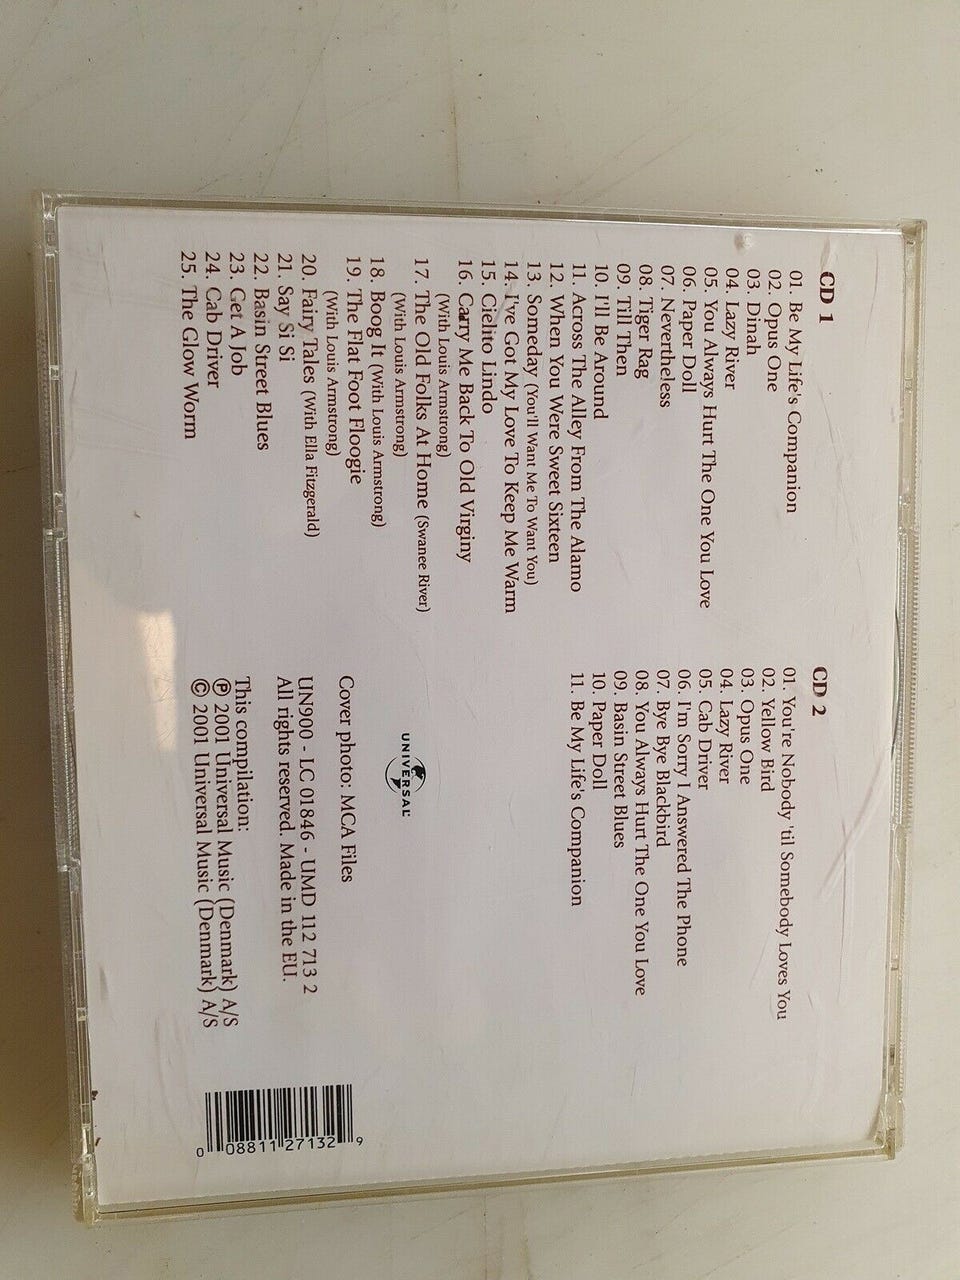 CD 1
01. Be My Life's Companion
02. Opus One
03. Dinah
04. Lazy River
05. You Always Hurt The One You Love
06. Paper Doll
07. Nevertheless
08. Tiger Rag
09. Till Then
10. I'll Be Around
11. Across The Alley From The Alamo
12. When You Were Sweet Sixteen
13. Someday (You'll Want Me To Want You)
14. I've Got My Love To Keep Me Warm
15. Cielito Lindo
16. Carry Me Back To Old Virginy
(With Louis Armstrong)
17. The Old Folks At Home (Swanee River)
(With Louis Armstrong)
18. Boog It (With Louis Armstrong)
19. The Flat Foot Floogie
(With Louis Armstrong)
20. Fairy Tales (With Ella Fitzgerald)
21. Say Si Si
22. Basin Street Blues
23. Get A Job
24. Cab Driver
25. The Glow Worm
CD 2
01. You're Nobody 'til Somebody Loves You
02. Yellow Bird
03. Opus One
04. Lazy River
05. Cab Driver
06. I'm Sorry I Answered The Phone
07. Bye Bye Blackbird
08. You Always Hurt The One You Love
09. Basin Street Blues
10. Paper Doll
11. Be My Life's Companion
UNIVERSAL
Cover photo: MCA Files
UN900 - LC 01846 - UMD 112 713 2
All rights reserved. Made in the EU.
This compilation:
℗ 2001 Universal Music (Denmark) A/S
© 2001 Universal Music (Denmark) A/S
0 08811 27132 9